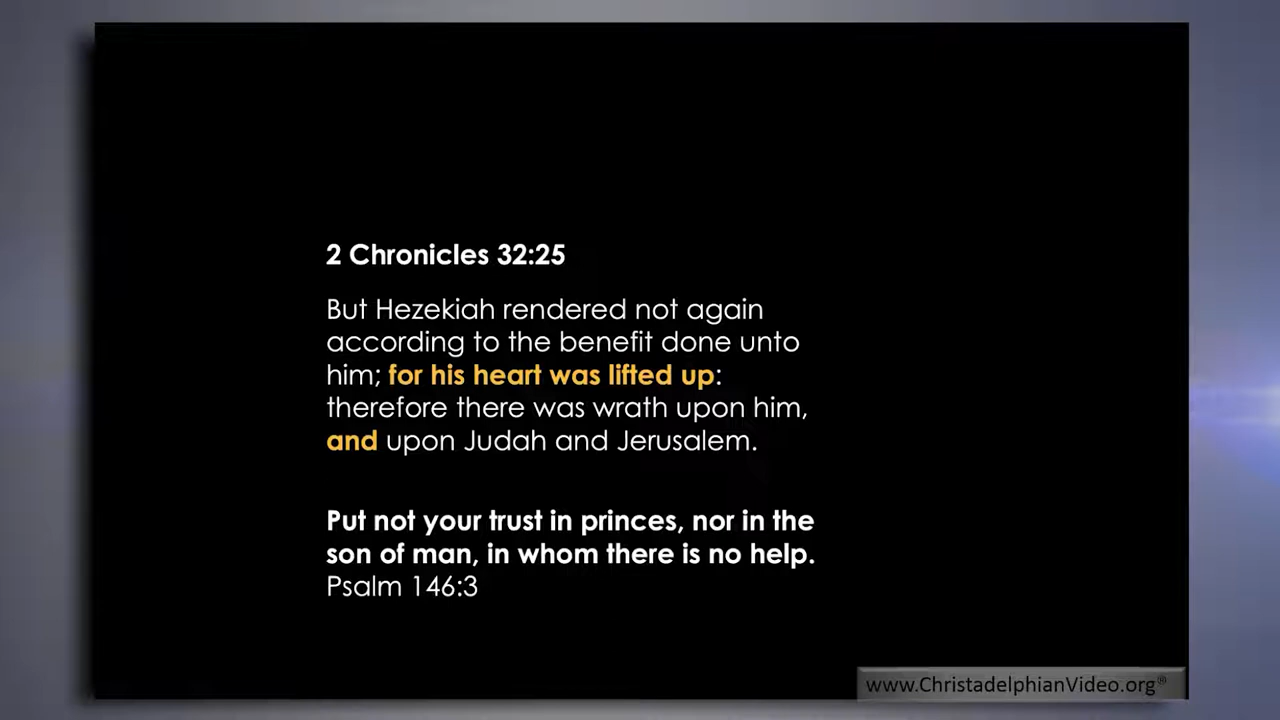 2 Chronicles 32:25
But Hezekiah rendered not again
according to the benefit done unto
him; for his heart was lifted up:
therefore there was wrath upon him,
and upon Judah and Jerusalem.
Put not your trust in princes, nor in the
son of man, in whom there is no help.
Psalm 146:3
www.ChristadelphianVideo.org®